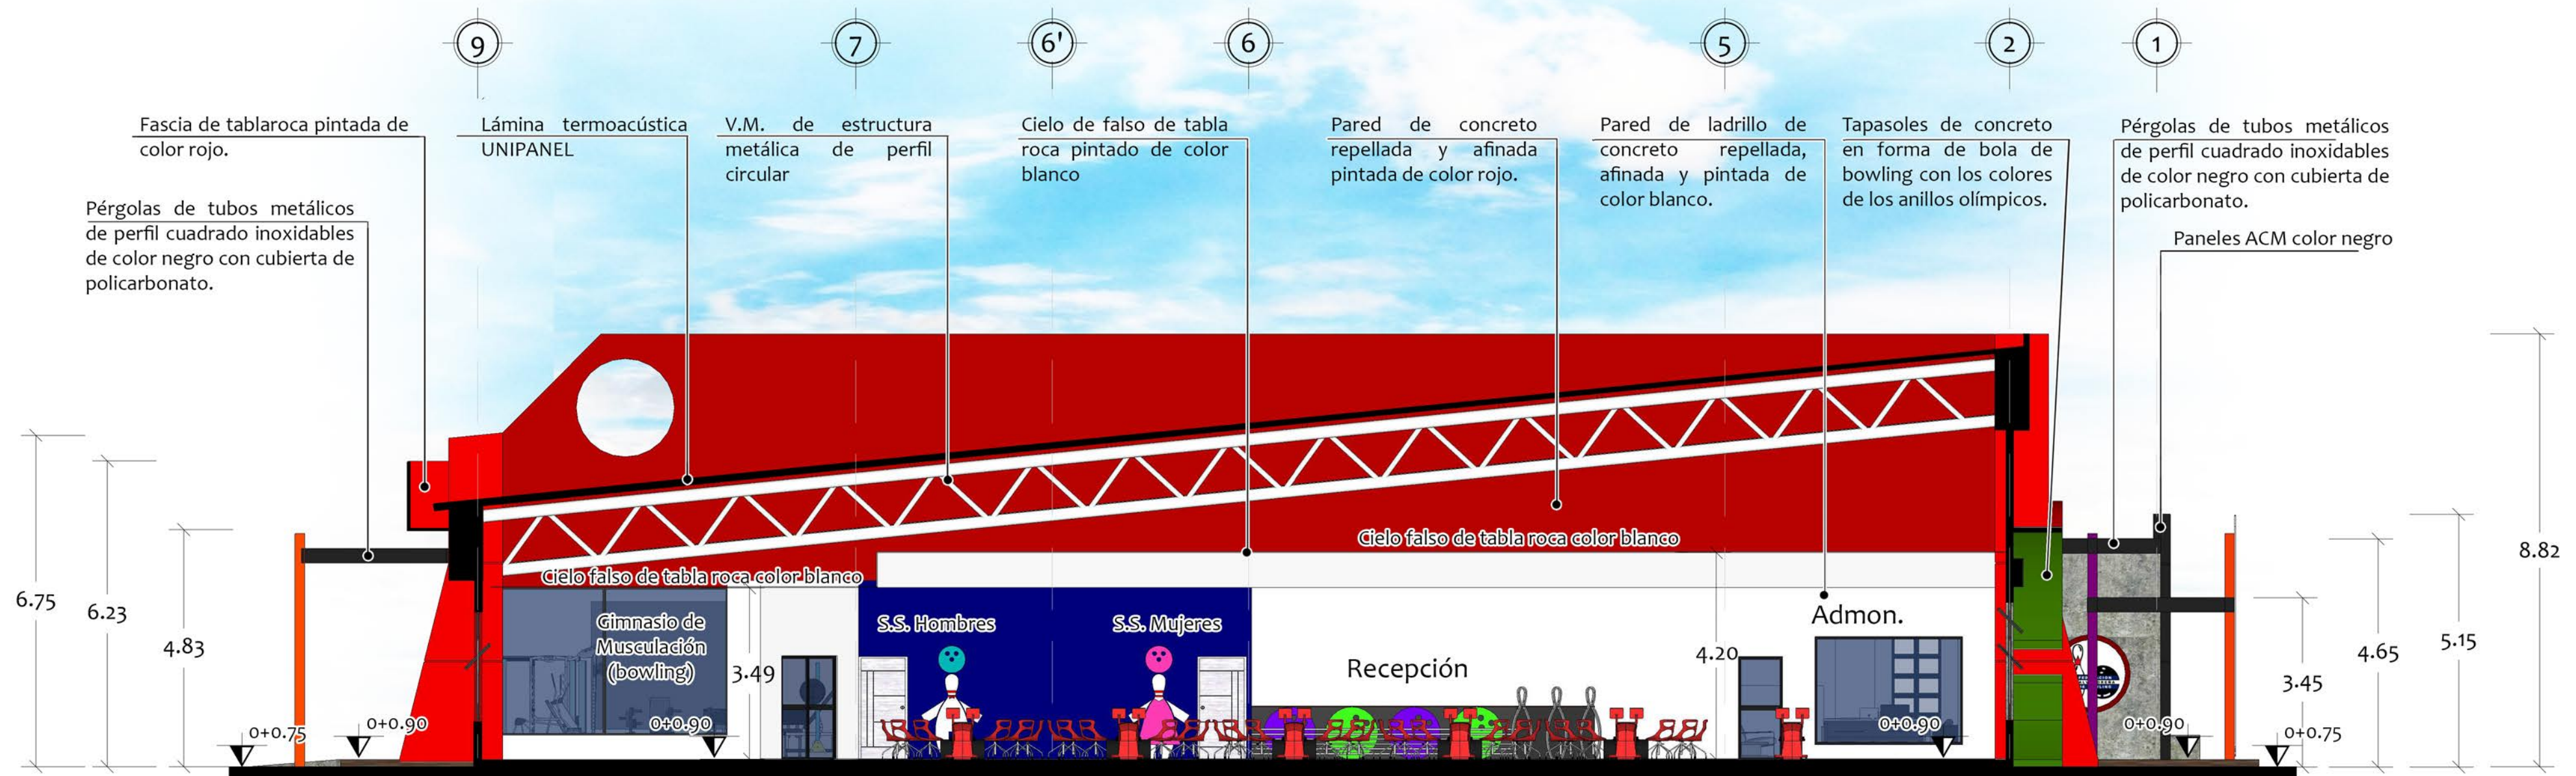 9
7
6'
6
5
2
1
Fascia de tablaroca pintada de
color rojo.
Pérgolas de tubos metálicos
de perfil cuadrado inoxidables
de color negro con cubierta de
policarbonato.
Lámina termoacústica
UNIPANEL
V.M. de estructura
metálica de perfil
circular
Cielo de falso de tabla
roca pintado de color
blanco
Pared de concreto
repellada y afinada
pintada de color rojo.
Pared de ladrillo de
concreto repellada,
afinada y pintada de
color blanco.
Tapasoles de concreto
en forma de bola de
bowling con los colores
de los anillos olímpicos.
Pérgolas de tubos metálicos
de perfil cuadrado inoxidables
de color negro con cubierta de
policarbonato.
Paneles ACM color negro
Cielo falso de tabla roca color blanco
Cielo falso de tabla roca color blanco
Gimnasio de
Musculación
(bowling)
S.S. Hombres
S.S. Mujeres
Recepción
Admon.
6.75
6.23
4.83
3.49
4.20
8.82
5.15
4.65
3.45
0+0.75
0+0.90
0+0.90
0+0.90
0+0.90
0+0.75